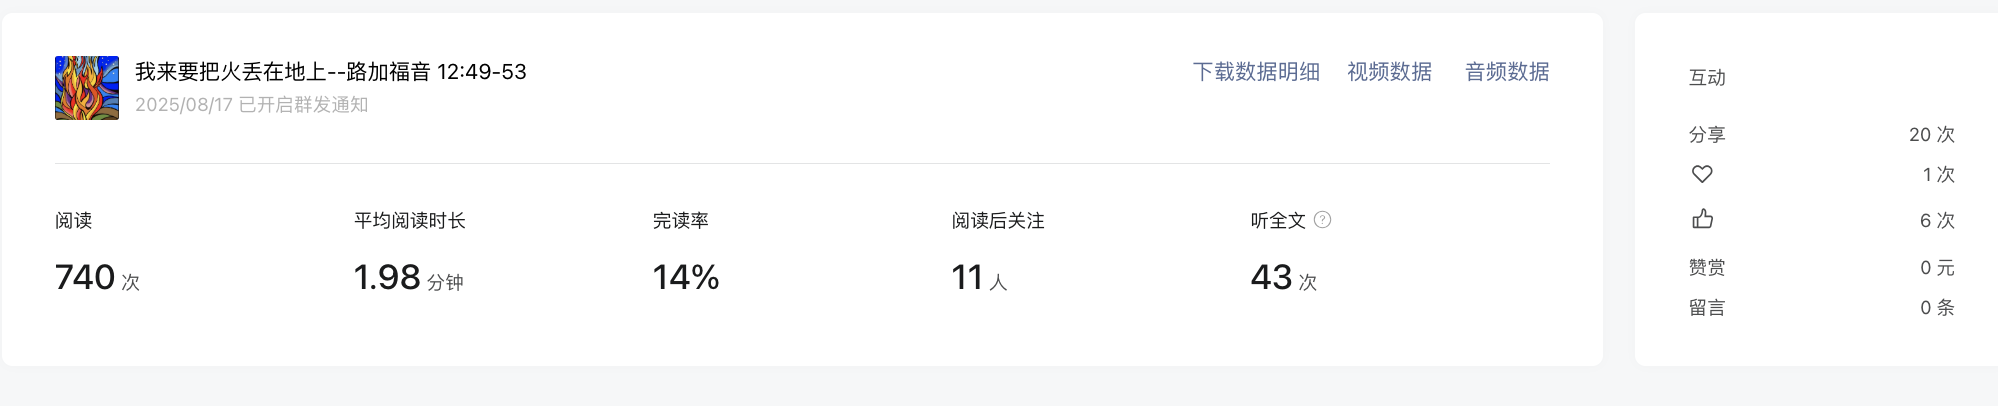 我来要把火丢在地上--路加福音 12:49-53
2025/08/17 已开启群发通知
下载数据明细 视频数据 音频数据
阅读 平均阅读时长 完读率 阅读后关注 听全文 ?
740 次 1.98 分钟 14% 11 人 43 次
互动
分享 20 次
1 次
6 次
赞赏 0 元
留言 0 条